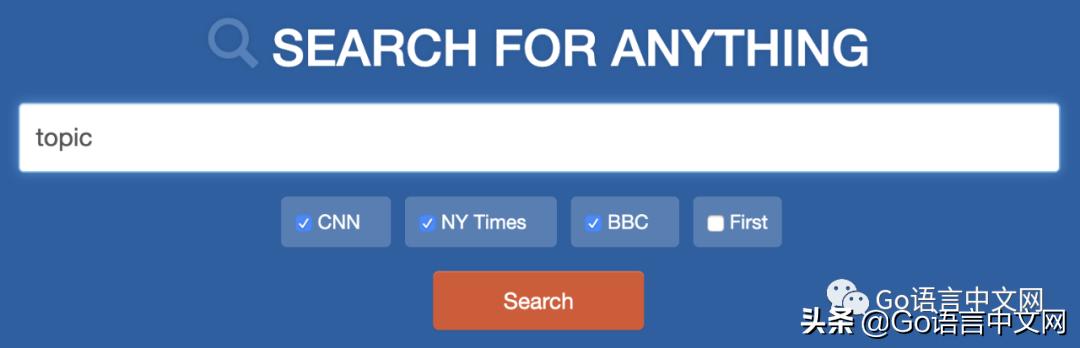 SEARCH FOR ANYTHING
topic
CNN NY Times BBC First
Search
Go语言中文网
头条 @Go语言中文网